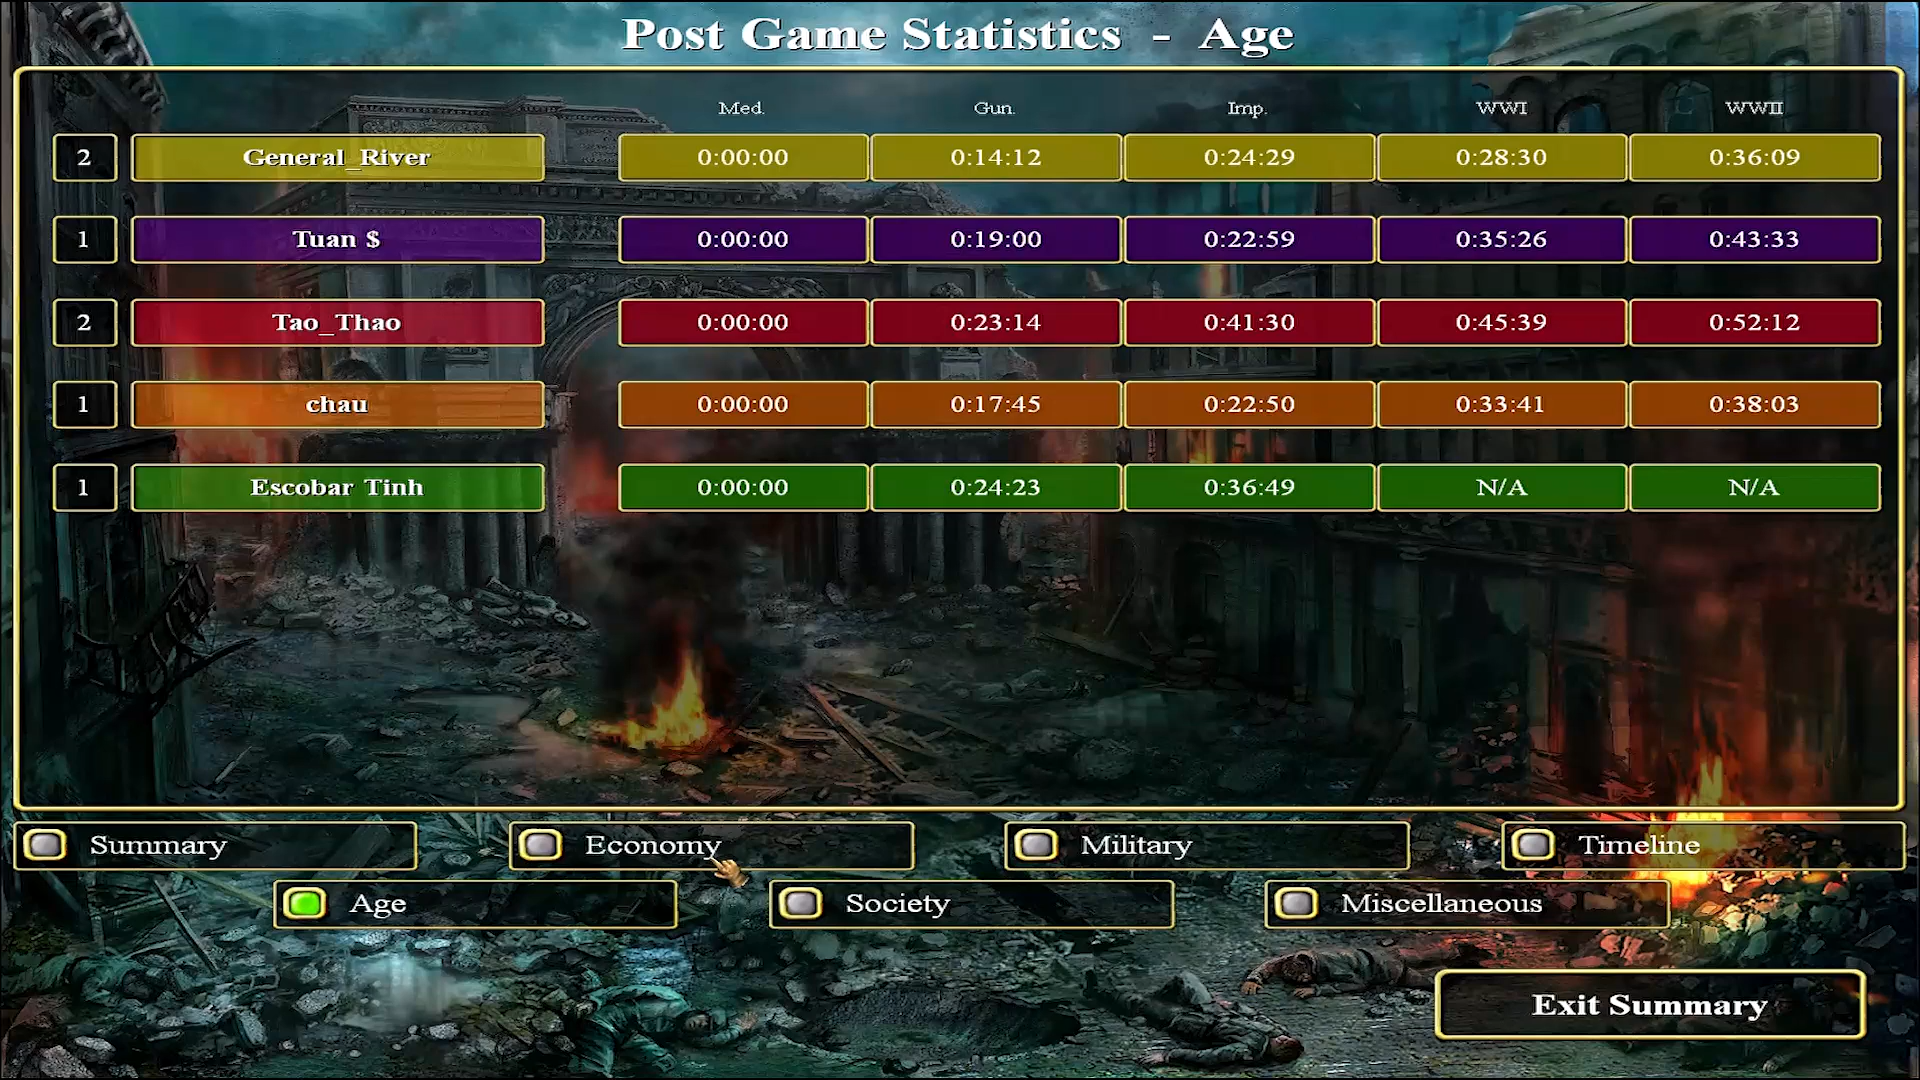 Post Game Statistics - Age
Med. Gun. Imp. WWI WWII
2 General_River 0:00:00 0:14:12 0:24:29 0:28:30 0:36:09
1 Tuan $ 0:00:00 0:19:00 0:22:59 0:35:26 0:43:33
2 Tao_Thao 0:00:00 0:23:14 0:41:30 0:45:39 0:52:12
1 chau 0:00:00 0:17:45 0:22:50 0:33:41 0:38:03
1 Escobar Tinh 0:00:00 0:24:23 0:36:49 N/A N/A
Summary Economy Military Timeline
Age Society Miscellaneous
Exit Summary